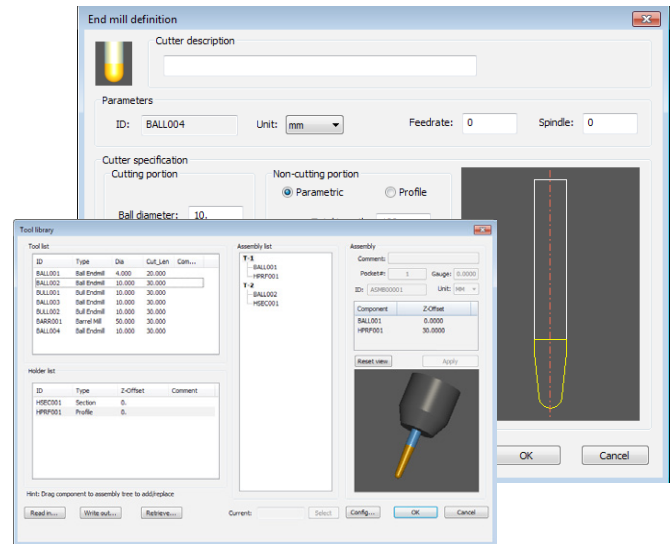 End mill definition
Cutter description
Parameters
ID: BALL004 Unit: mm Feedrate: 0 Spindle: 0
Cutter specification
Cutting portion Non-cutting portion
Parametric Profile
Ball diameter: 10.
OK Cancel
Tool library
Tool list
ID Type Dia Cut_Len Com...
BALL001 Ball Endmill 4.000 20.000
BALL002 Ball Endmill 10.000 30.000
BULL001 Bull Endmill 10.000 30.000
BALL003 Ball Endmill 10.000 30.000
BULL002 Bull Endmill 10.000 30.000
BARR001 Barrel Mill 50.000 30.000
BALL004 Ball Endmill 10.000 30.000
Holder list
ID Type Z-Offset Comment
HSEC001 Section 0.
HPRF001 Profile 0.
Hint: Drag component to assembly tree to add/replace
Read in... Write out... Retrieve...
Assembly list
T-1
BALL001
HPRF001
T-2
BALL002
HSEC001
Current: Select
Assembly
Comment:
Pocket#: 1 Gauge: 0.0000
ID: ASMB00001 Unit: MM
Component Z-Offset
BALL001 0.0000
HPRF001 30.0000
Reset view Apply
Config... OK Cancel